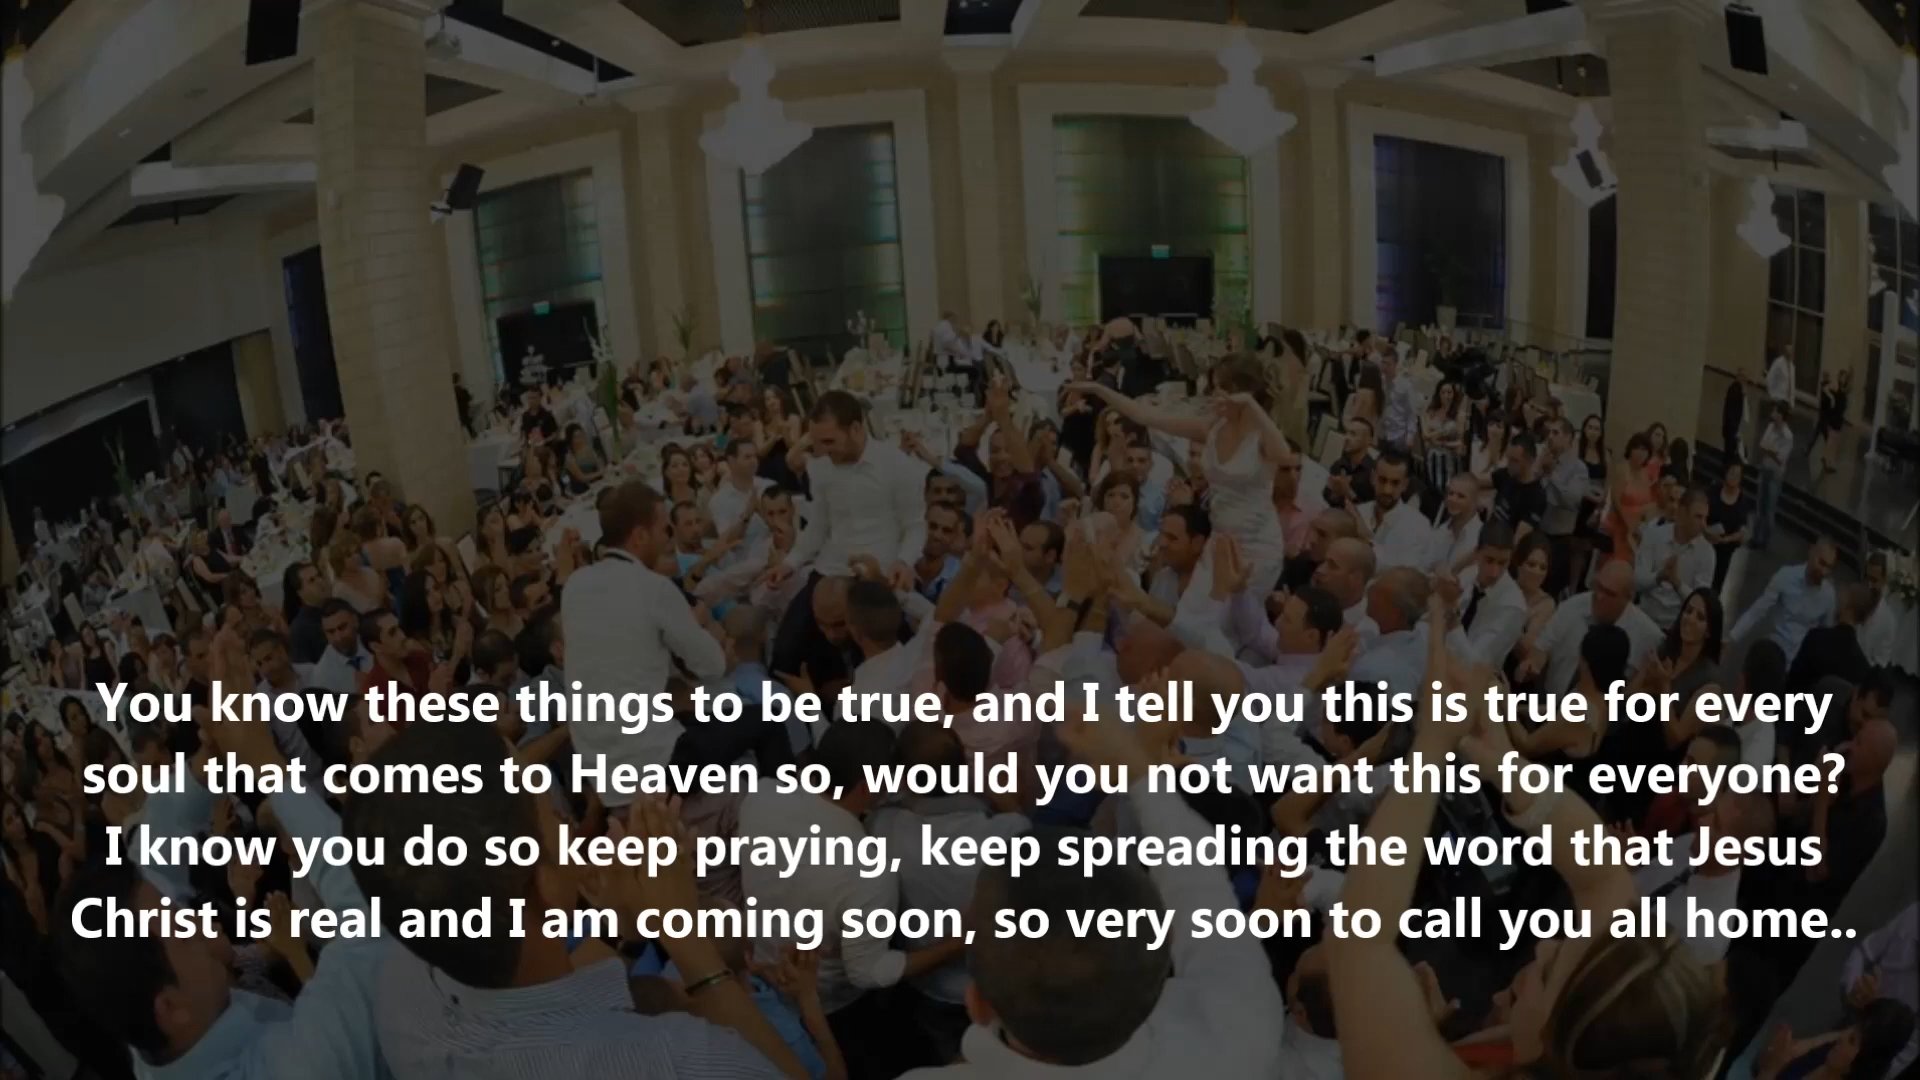 You know these things to be true, and I tell you this is true for every
soul that comes to Heaven so, would you not want this for everyone?
I know you do so keep praying, keep spreading the word that Jesus
Christ is real and I am coming soon, so very soon to call you all home..